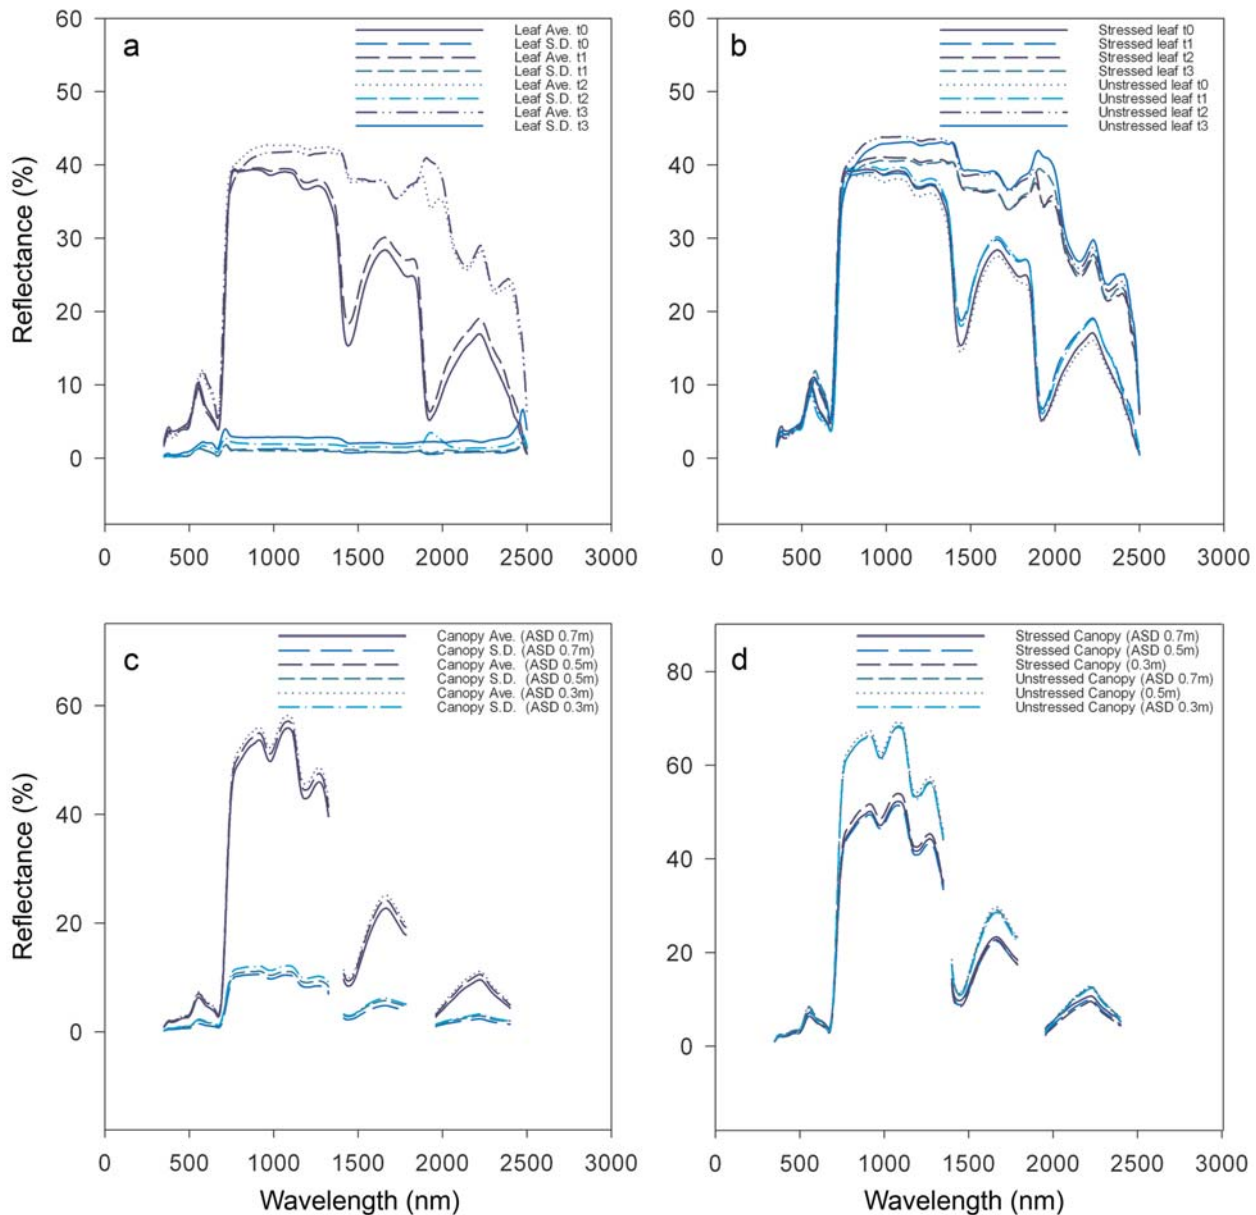 a
Leaf Ave. t0
Leaf S.D. t0
Leaf Ave. t1
Leaf S.D. t1
Leaf Ave. t2
Leaf S.D. t2
Leaf Ave. t3
Leaf S.D. t3
60
50
40
30
20
10
0
Reflectance (%)
0 500 1000 1500 2000 2500 3000
b
Stressed leaf t0
Stressed leaf t1
Stressed leaf t2
Stressed leaf t3
Unstressed leaf t0
Unstressed leaf t1
Unstressed leaf t2
Unstressed leaf t3
60
50
40
30
20
10
0
0 500 1000 1500 2000 2500 3000
c
Canopy Ave. (ASD 0.7m)
Canopy S.D. (ASD 0.7m)
Canopy Ave. (ASD 0.5m)
Canopy S.D. (ASD 0.5m)
Canopy Ave. (ASD 0.3m)
Canopy S.D. (ASD 0.3m)
60
40
20
0
Reflectance (%)
0 500 1000 1500 2000 2500 3000
Wavelength (nm)
d
Stressed Canopy (ASD 0.7m)
Stressed Canopy (ASD 0.5m)
Stressed Canopy (0.3m)
Unstressed Canopy (ASD 0.7m)
Unstressed Canopy (0.5m)
Unstressed Canopy (ASD 0.3m)
80
60
40
20
0
0 500 1000 1500 2000 2500 3000
Wavelength (nm)